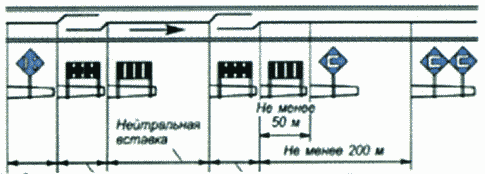 Не менее
50 м
Нейтральная
вставка
Не менее 200 м